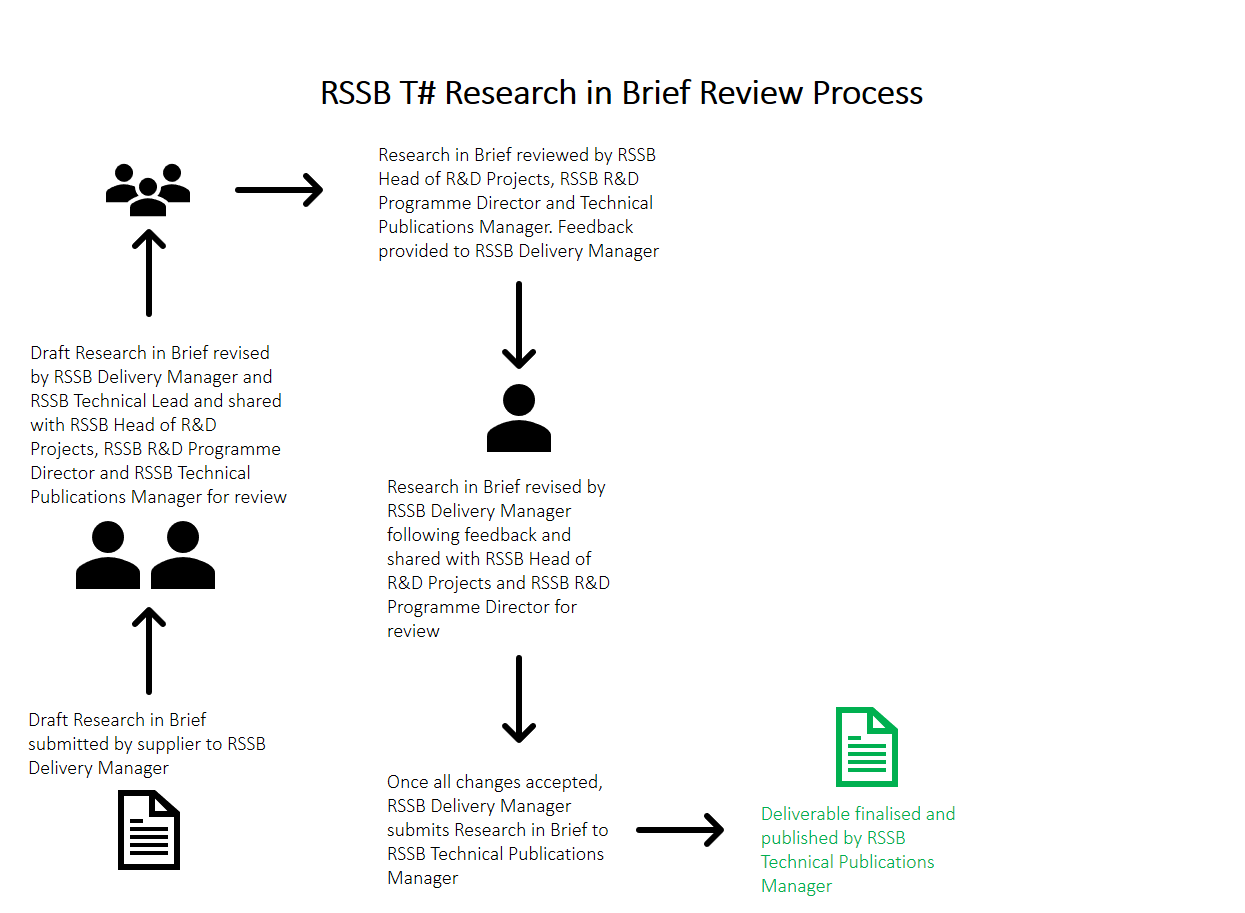 RSSB T# Research in Brief Review Process
Research in Brief reviewed by RSSB
Head of R&D Projects, RSSB R&D
Programme Director and Technical
Publications Manager. Feedback
provided to RSSB Delivery Manager
Draft Research in Brief revised
by RSSB Delivery Manager and
RSSB Technical Lead and shared
with RSSB Head of R&D
Projects, RSSB R&D Programme
Director and RSSB Technical
Publications Manager for review
Research in Brief revised by
RSSB Delivery Manager
following feedback and
shared with RSSB Head of
R&D Projects and RSSB R&D
Programme Director for
review
Draft Research in Brief
submitted by supplier to RSSB
Delivery Manager
Once all changes accepted,
RSSB Delivery Manager
submits Research in Brief to
RSSB Technical Publications
Manager
Deliverable finalised and
published by RSSB
Technical Publications
Manager